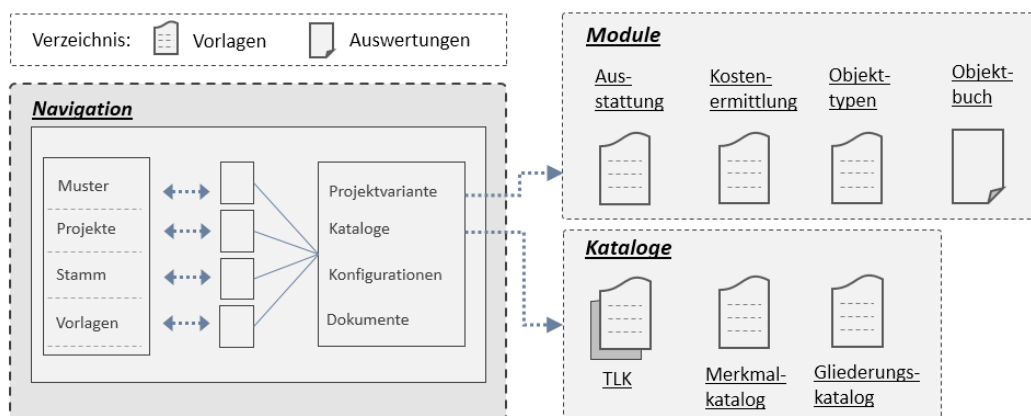 Verzeichnis: Vorlagen Auswertungen
Navigation
Muster
Projekte
Stamm
Vorlagen
Projektvariante
Kataloge
Konfigurationen
Dokumente
Module
Aus-
stattung
Kosten-
ermittlung
Objekt-
typen
Objekt-
buch
Kataloge
TLK
Merkmal-
katalog
Gliederungs-
katalog